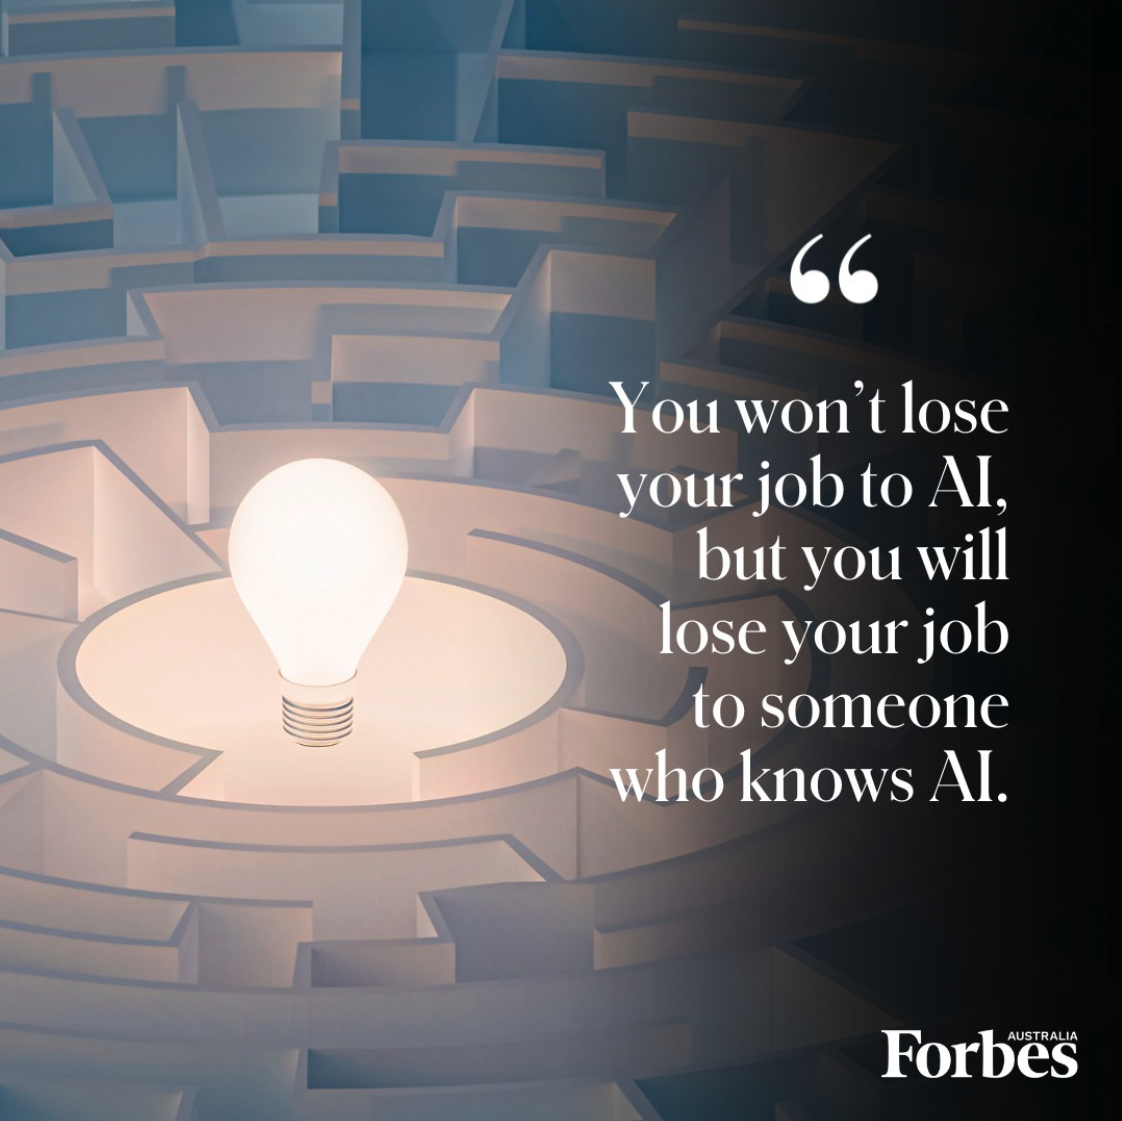 “
You won’t lose
your job to AI,
but you will
lose your job
to someone
who knows AI.
Forbes AUSTRALIA